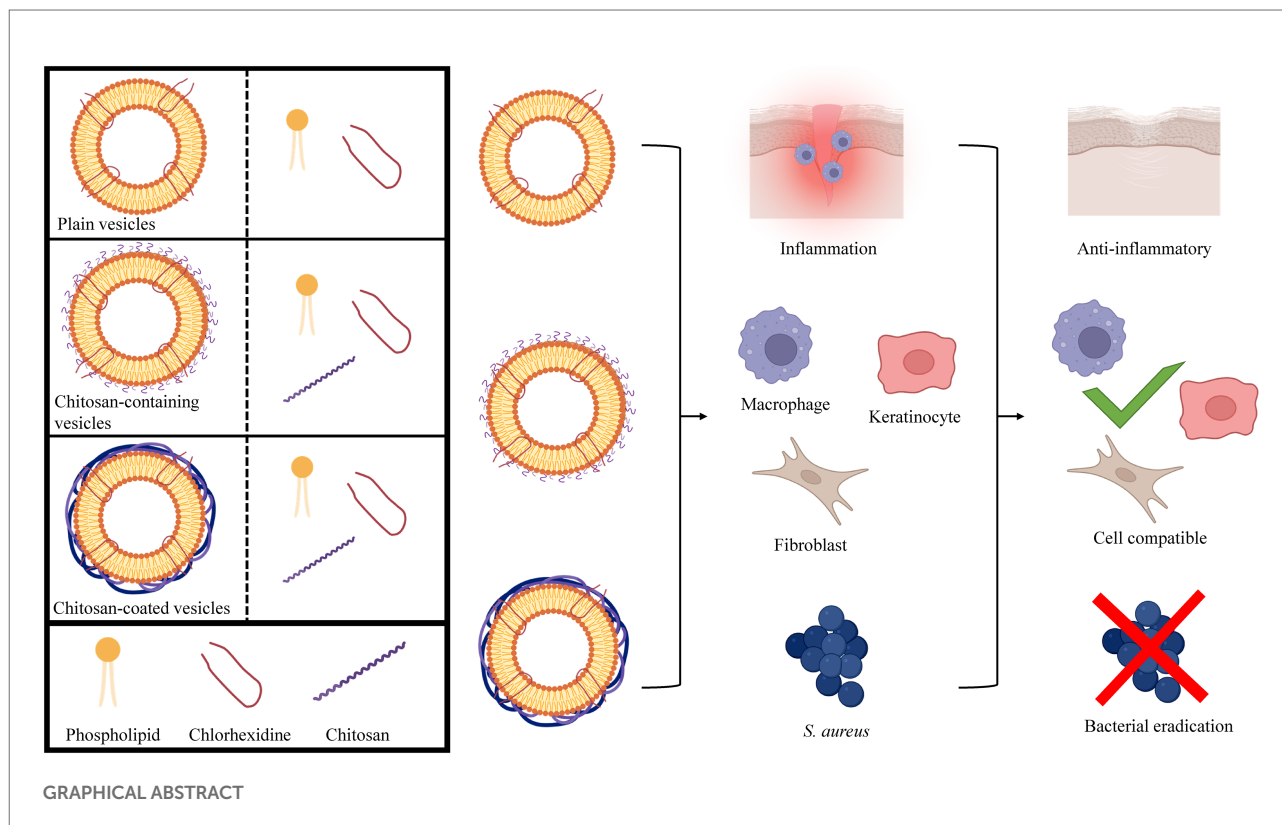 Plain vesicles
Chitosan-containing
vesicles
Chitosan-coated vesicles
Phospholipid
Chlorhexidine
Chitosan
Inflammation
Macrophage
Keratinocyte
Fibroblast
S. aureus
Anti-inflammatory
Cell compatible
Bacterial eradication
GRAPHICAL ABSTRACT